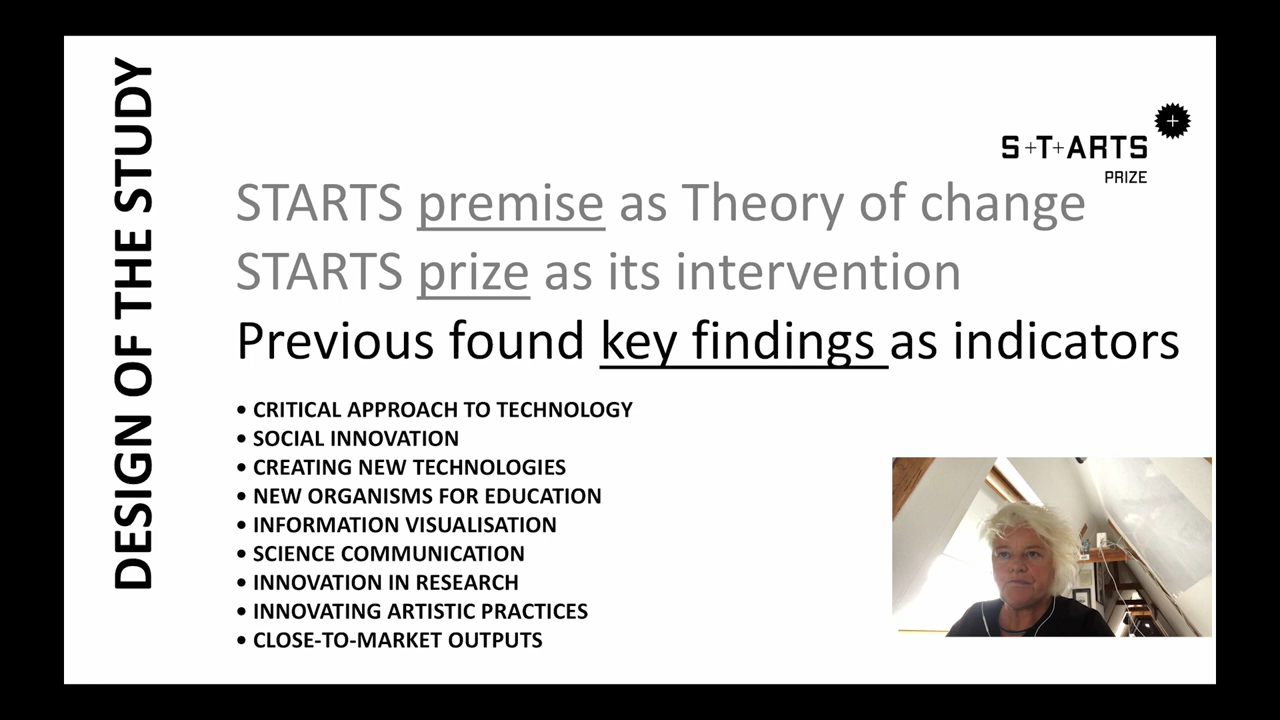 DESIGN OF THE STUDY
S+T+ARTS
PRIZE
STARTS premise as Theory of change
STARTS prize as its intervention
Previous found key findings as indicators
• CRITICAL APPROACH TO TECHNOLOGY
• SOCIAL INNOVATION
• CREATING NEW TECHNOLOGIES
• NEW ORGANISMS FOR EDUCATION
• INFORMATION VISUALISATION
• SCIENCE COMMUNICATION
• INNOVATION IN RESEARCH
• INNOVATING ARTISTIC PRACTICES
• CLOSE-TO-MARKET OUTPUTS